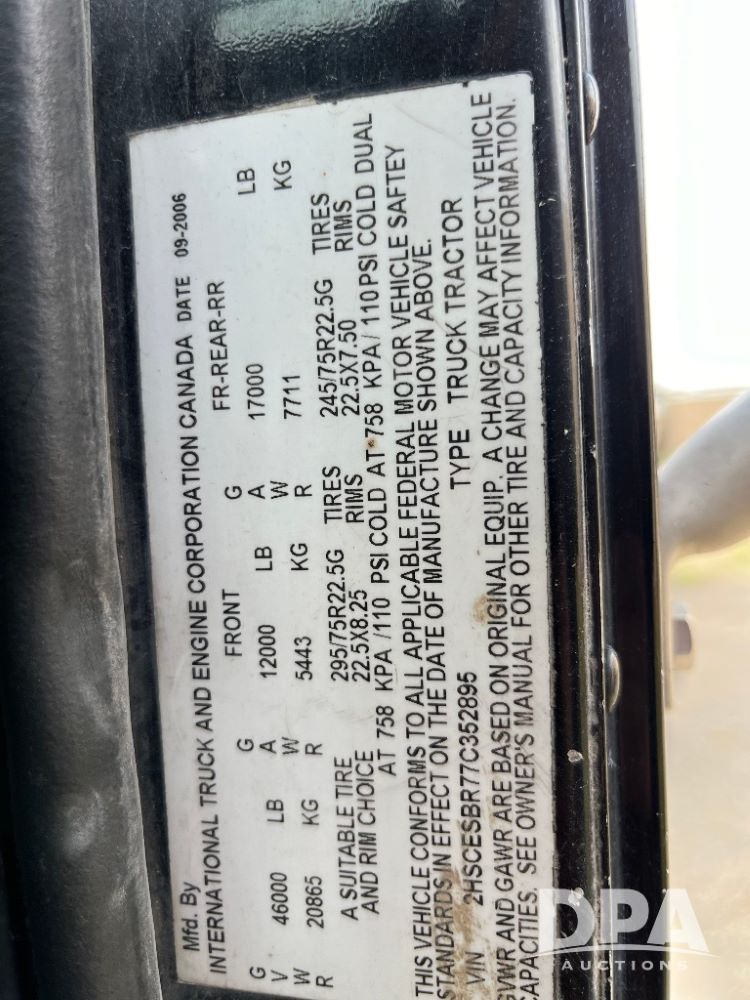 Mfd. By
INTERNATIONAL TRUCK AND ENGINE CORPORATION CANADA DATE 09-2006
FRONT FR-REAR-RR
G G G
V 46000 LB A 12000 LB A 17000 LB
W W W
R 20865 KG R 5443 KG R 7711 KG
A SUITABLE TIRE 295/75R22.5G TIRES 245/75R22.5G TIRES
AND RIM CHOICE 22.5X8.25 RIMS 22.5X7.50 RIMS
AT 758 KPA /110 PSI COLD AT 758 KPA/ 110PSI COLD DUAL
THIS VEHICLE CONFORMS TO ALL APPLICABLE FEDERAL MOTOR VEHICLE SAFTEY
STANDARDS IN EFFECT ON THE DATE OF MANUFACTURE SHOWN ABOVE.
VIN 2HSCESBR77C352895 TYPE TRUCK TRACTOR
GVWR AND GAWR ARE BASED ON ORIGINAL EQUIP. A CHANGE MAY AFFECT VEHICLE
CAPACITIES. SEE OWNER'S MANUAL FOR OTHER TIRE AND CAPACITY INFORMATION.
DPA
AUCTIONS